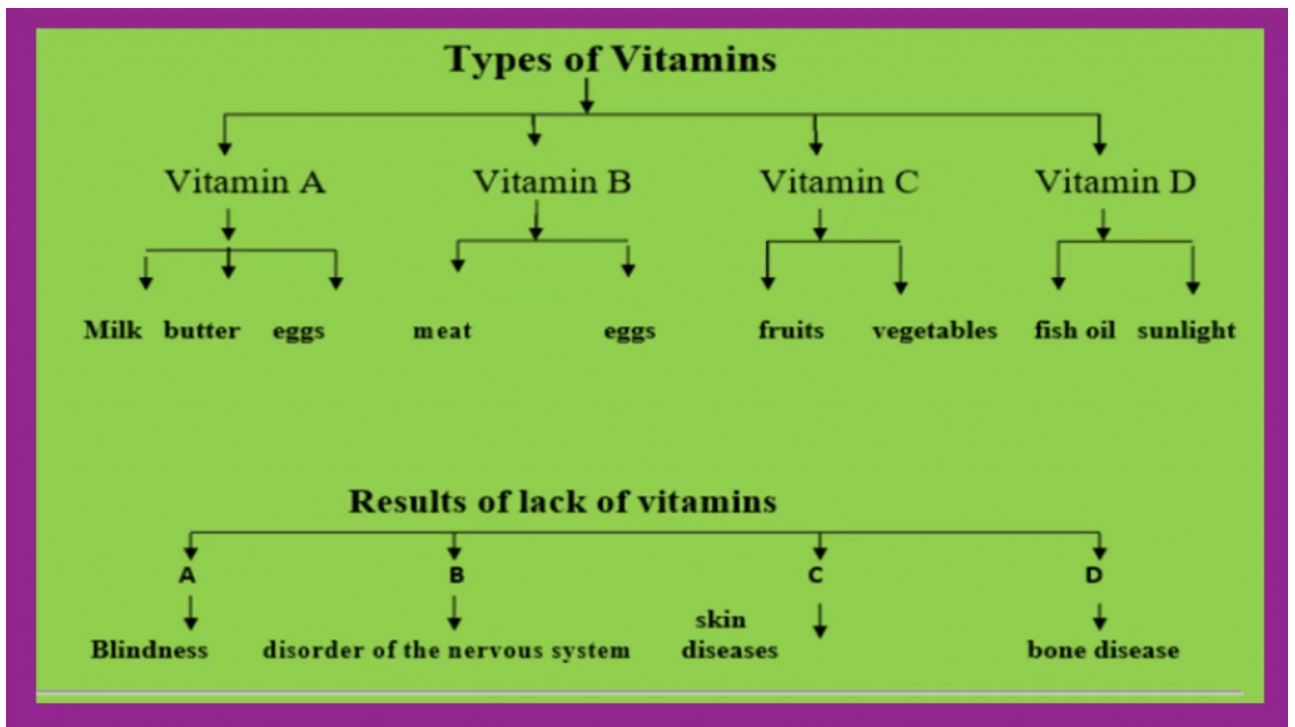 Types of Vitamins
Vitamin A Vitamin B Vitamin C Vitamin D
Milk butter eggs meat eggs fruits vegetables fish oil sunlight
Results of lack of vitamins
A B C D
skin
Blindness disorder of the nervous system diseases bone disease